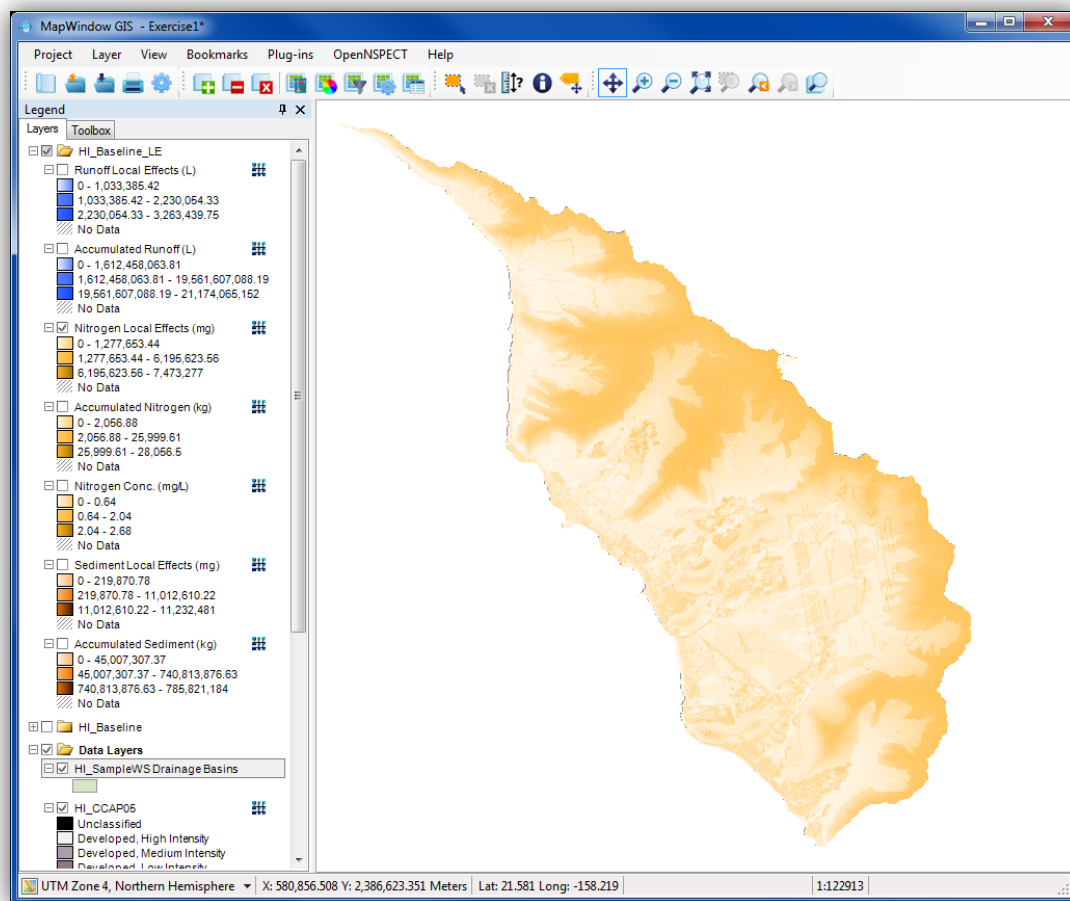 MapWindow GIS - Exercise1*
Project Layer View Bookmarks Plug-ins OpenNSPECT Help
Legend
Layers Toolbox
HI_Baseline_LE
Runoff Local Effects (L)
0 - 1,033,385.42
1,033,385.42 - 2,230,054.33
2,230,054.33 - 3,263,439.75
No Data
Accumulated Runoff (L)
0 - 1,612,458,063.81
1,612,458,063.81 - 19,561,607,088.19
19,561,607,088.19 - 21,174,065,152
No Data
Nitrogen Local Effects (mg)
0 - 1,277,653.44
1,277,653.44 - 6,195,623.56
6,195,623.56 - 7,473,277
No Data
Accumulated Nitrogen (kg)
0 - 2,056.88
2,056.88 - 25,999.61
25,999.61 - 28,056.5
No Data
Nitrogen Conc. (mg/L)
0 - 0.64
0.64 - 2.04
2.04 - 2.68
No Data
Sediment Local Effects (mg)
0 - 219,870.78
219,870.78 - 11,012,610.22
11,012,610.22 - 11,232,481
No Data
Accumulated Sediment (kg)
0 - 45,007,307.37
45,007,307.37 - 740,813,876.63
740,813,876.63 - 785,821,184
No Data
HI_Baseline
Data Layers
HI_SampleWS Drainage Basins
HI_CCAP05
Unclassified
Developed, High Intensity
Developed, Medium Intensity
Developed, Low Intensity
UTM Zone 4, Northern Hemisphere X: 580,856.508 Y: 2,386,623.351 Meters Lat: 21.581 Long: -158.219 1:122913